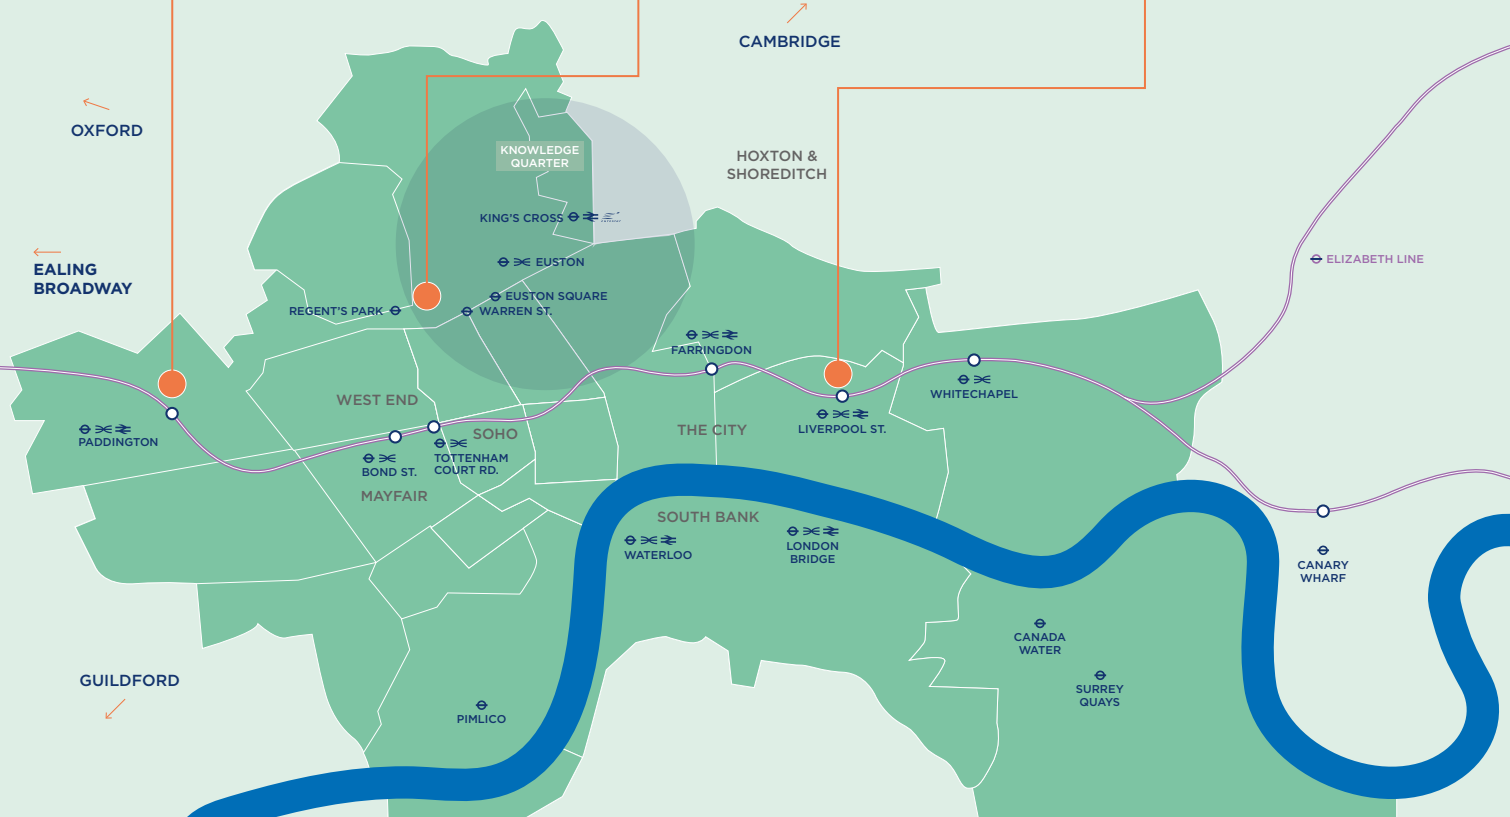 CAMBRIDGE
OXFORD
KNOWLEDGE
QUARTER
HOXTON &
SHOREDITCH
KING'S CROSS
EALING
BROADWAY
EUSTON
ELIZABETH LINE
EUSTON SQUARE
REGENT'S PARK
WARREN ST.
FARRINGDON
WHITECHAPEL
WEST END
PADDINGTON
SOHO
THE CITY
LIVERPOOL ST.
BOND ST.
TOTTENHAM
COURT RD.
MAYFAIR
SOUTH BANK
WATERLOO
LONDON
BRIDGE
CANARY
WHARF
CANADA
WATER
GUILDFORD
SURREY
QUAYS
PIMLICO